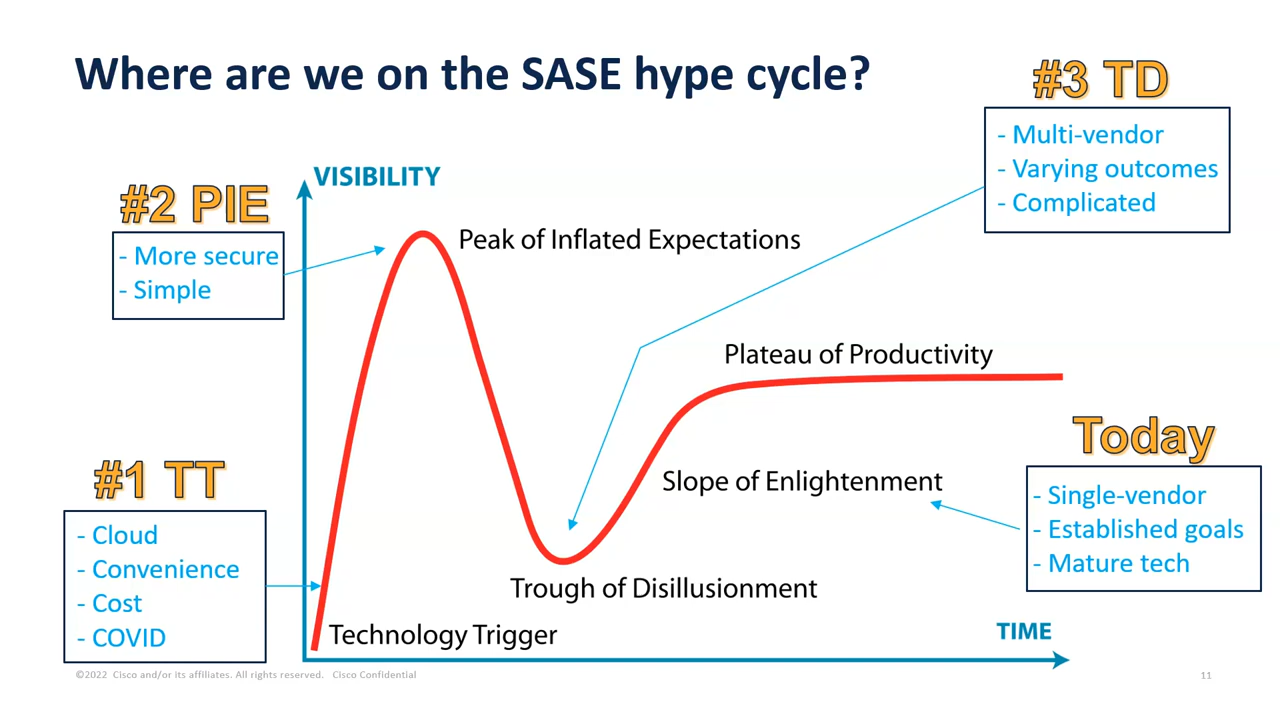 Where are we on the SASE hype cycle?
#3 TD
- Multi-vendor
- Varying outcomes
- Complicated
VISIBILITY
#2 PIE
- More secure
- Simple
Peak of Inflated Expectations
Plateau of Productivity
Today
- Single-vendor
- Established goals
- Mature tech
Slope of Enlightenment
#1 TT
- Cloud
- Convenience
- Cost
- COVID
Trough of Disillusionment
Technology Trigger
TIME
©2022 Cisco and/or its affiliates. All rights reserved. Cisco Confidential
11